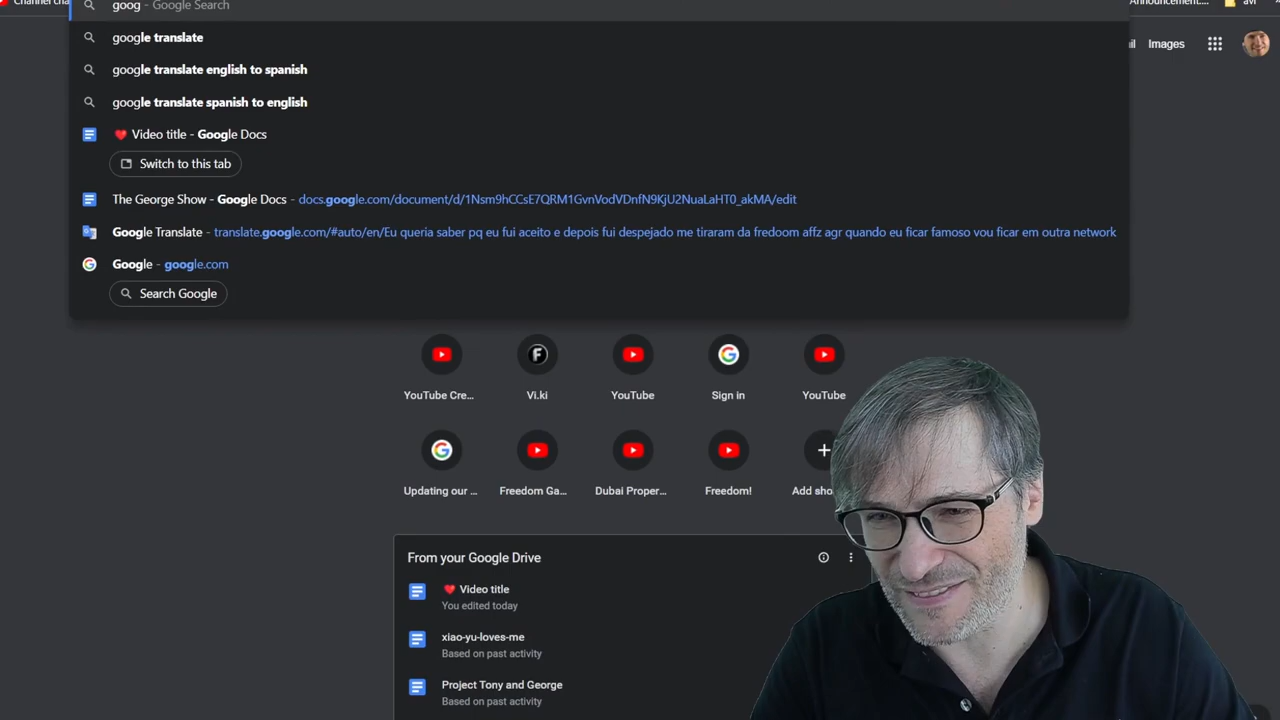 Channel cha
goog - Google Search
Announcement....
avi
google translate
Images
google translate english to spanish
google translate spanish to english
❤️ Video title - Google Docs
Switch to this tab
The George Show - Google Docs - docs.google.com/document/d/1Nsm9hCCsE7QRM1GvnVodVDnfN9KjU2NuaLaHT0_akMA/edit
Google Translate - translate.google.com/#auto/en/Eu queria saber pq eu fui aceito e depois fui despejado me tiraram da fredoom affz agr quando eu ficar famoso vou ficar em outra network
Google - google.com
Search Google
YouTube Cre...
Vi.ki
YouTube
Sign in
YouTube
Updating our ...
Freedom Ga...
Dubai Proper...
Freedom!
Add sho
From your Google Drive
❤️ Video title
You edited today
xiao-yu-loves-me
Based on past activity
Project Tony and George
Based on past activity